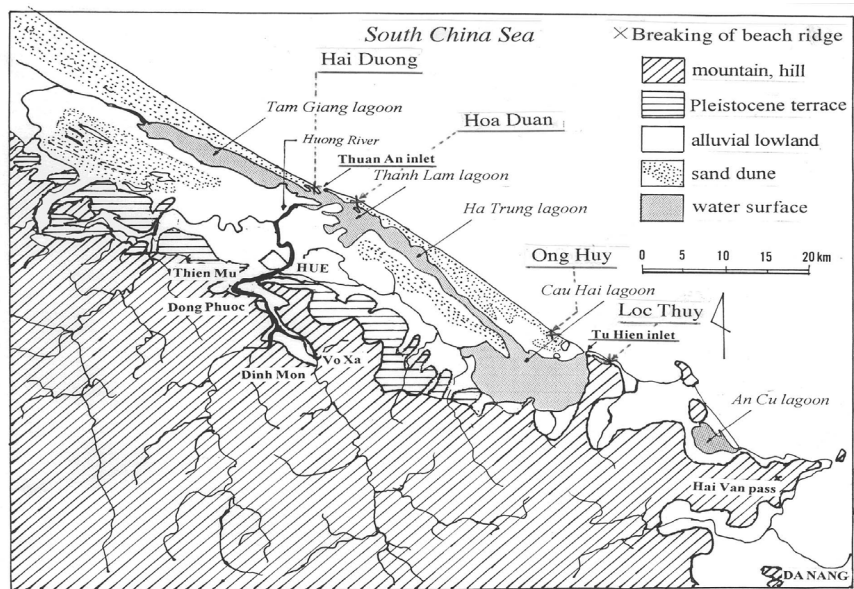 South China Sea
× Breaking of beach ridge
Hai Duong
mountain, hill
Pleistocene terrace
Tam Giang lagoon
Hoa Duan
alluvial lowland
Huong River
Thuan An inlet
sand dune
Thanh Lam lagoon
Ha Trung lagoon
water surface
Ong Huy
0 5 10 15 20 km
Thien Mu
HUE
Cau Hai lagoon
Dong Phuoc
Loc Thuy
Tu Hien inlet
Vo Xa
Dinh Mon
An Cu lagoon
Hai Van pass
DA NANG